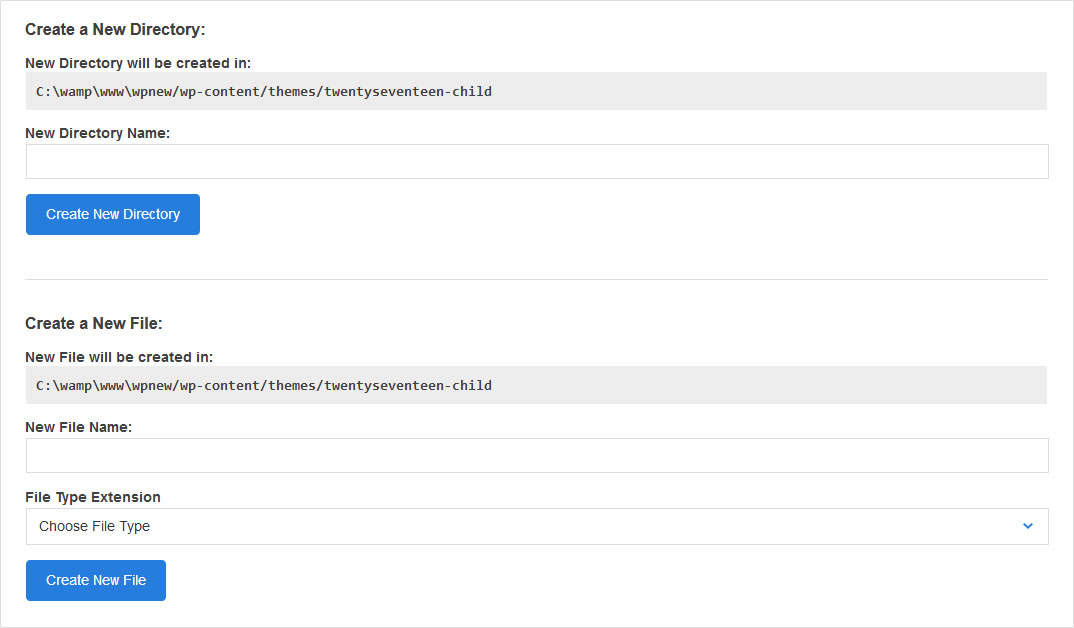 Create a New Directory:
New Directory will be created in:
C:\wamp\www\wpnew/wp-content/themes/twentyseventeen-child
New Directory Name:
Create New Directory
Create a New File:
New File will be created in:
C:\wamp\www\wpnew/wp-content/themes/twentyseventeen-child
New File Name:
File Type Extension
Choose File Type
Create New File